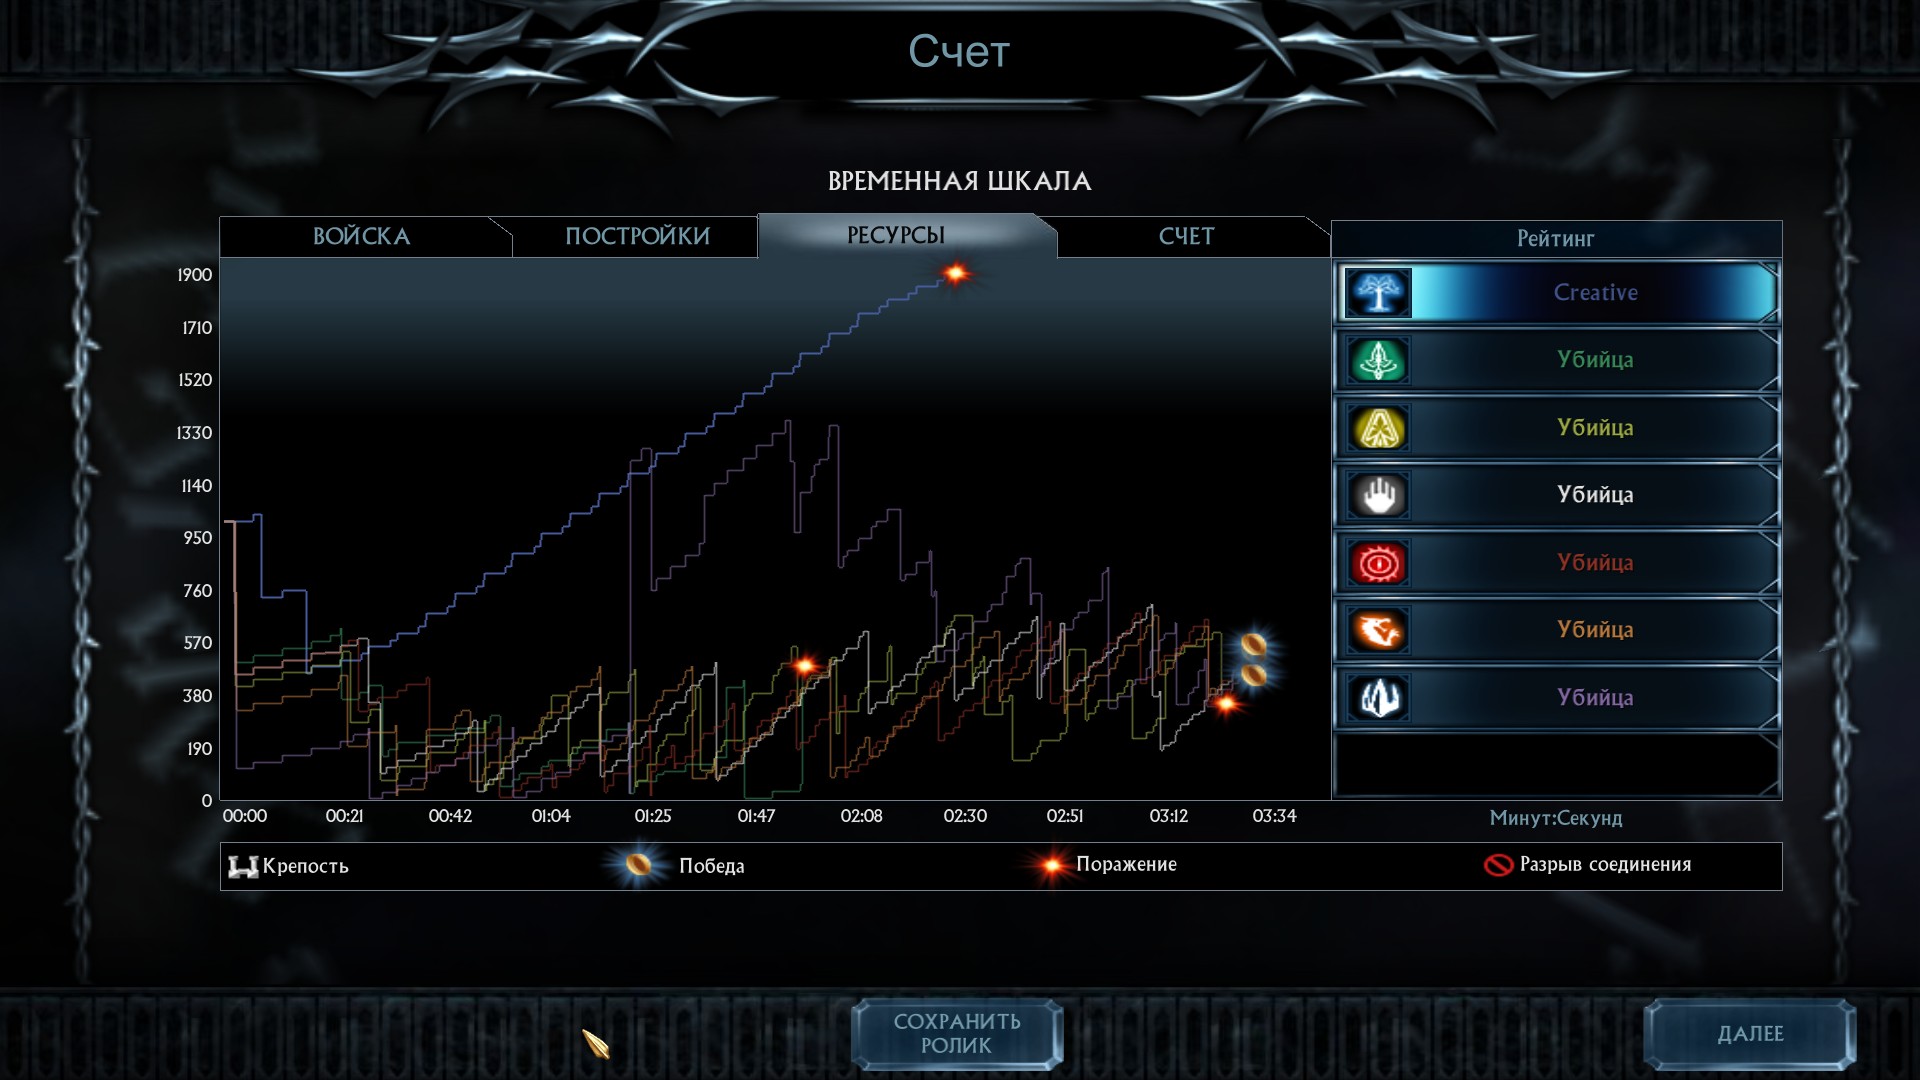 Счет
ВРЕМЕННАЯ ШКАЛА
ВОЙСКА ПОСТРОЙКИ РЕСУРСЫ СЧЕТ Рейтинг
1900
1710
1520
1330
1140
950
760
570
380
190
0
00:00 00:21 00:42 01:04 01:25 01:47 02:08 02:30 02:51 03:12 03:34
Creative
Убийца
Убийца
Убийца
Убийца
Убийца
Убийца
Минут:Секунд
Крепость Победа Поражение Разрыв соединения
СОХРАНИТЬ
РОЛИК
ДАЛЕЕ